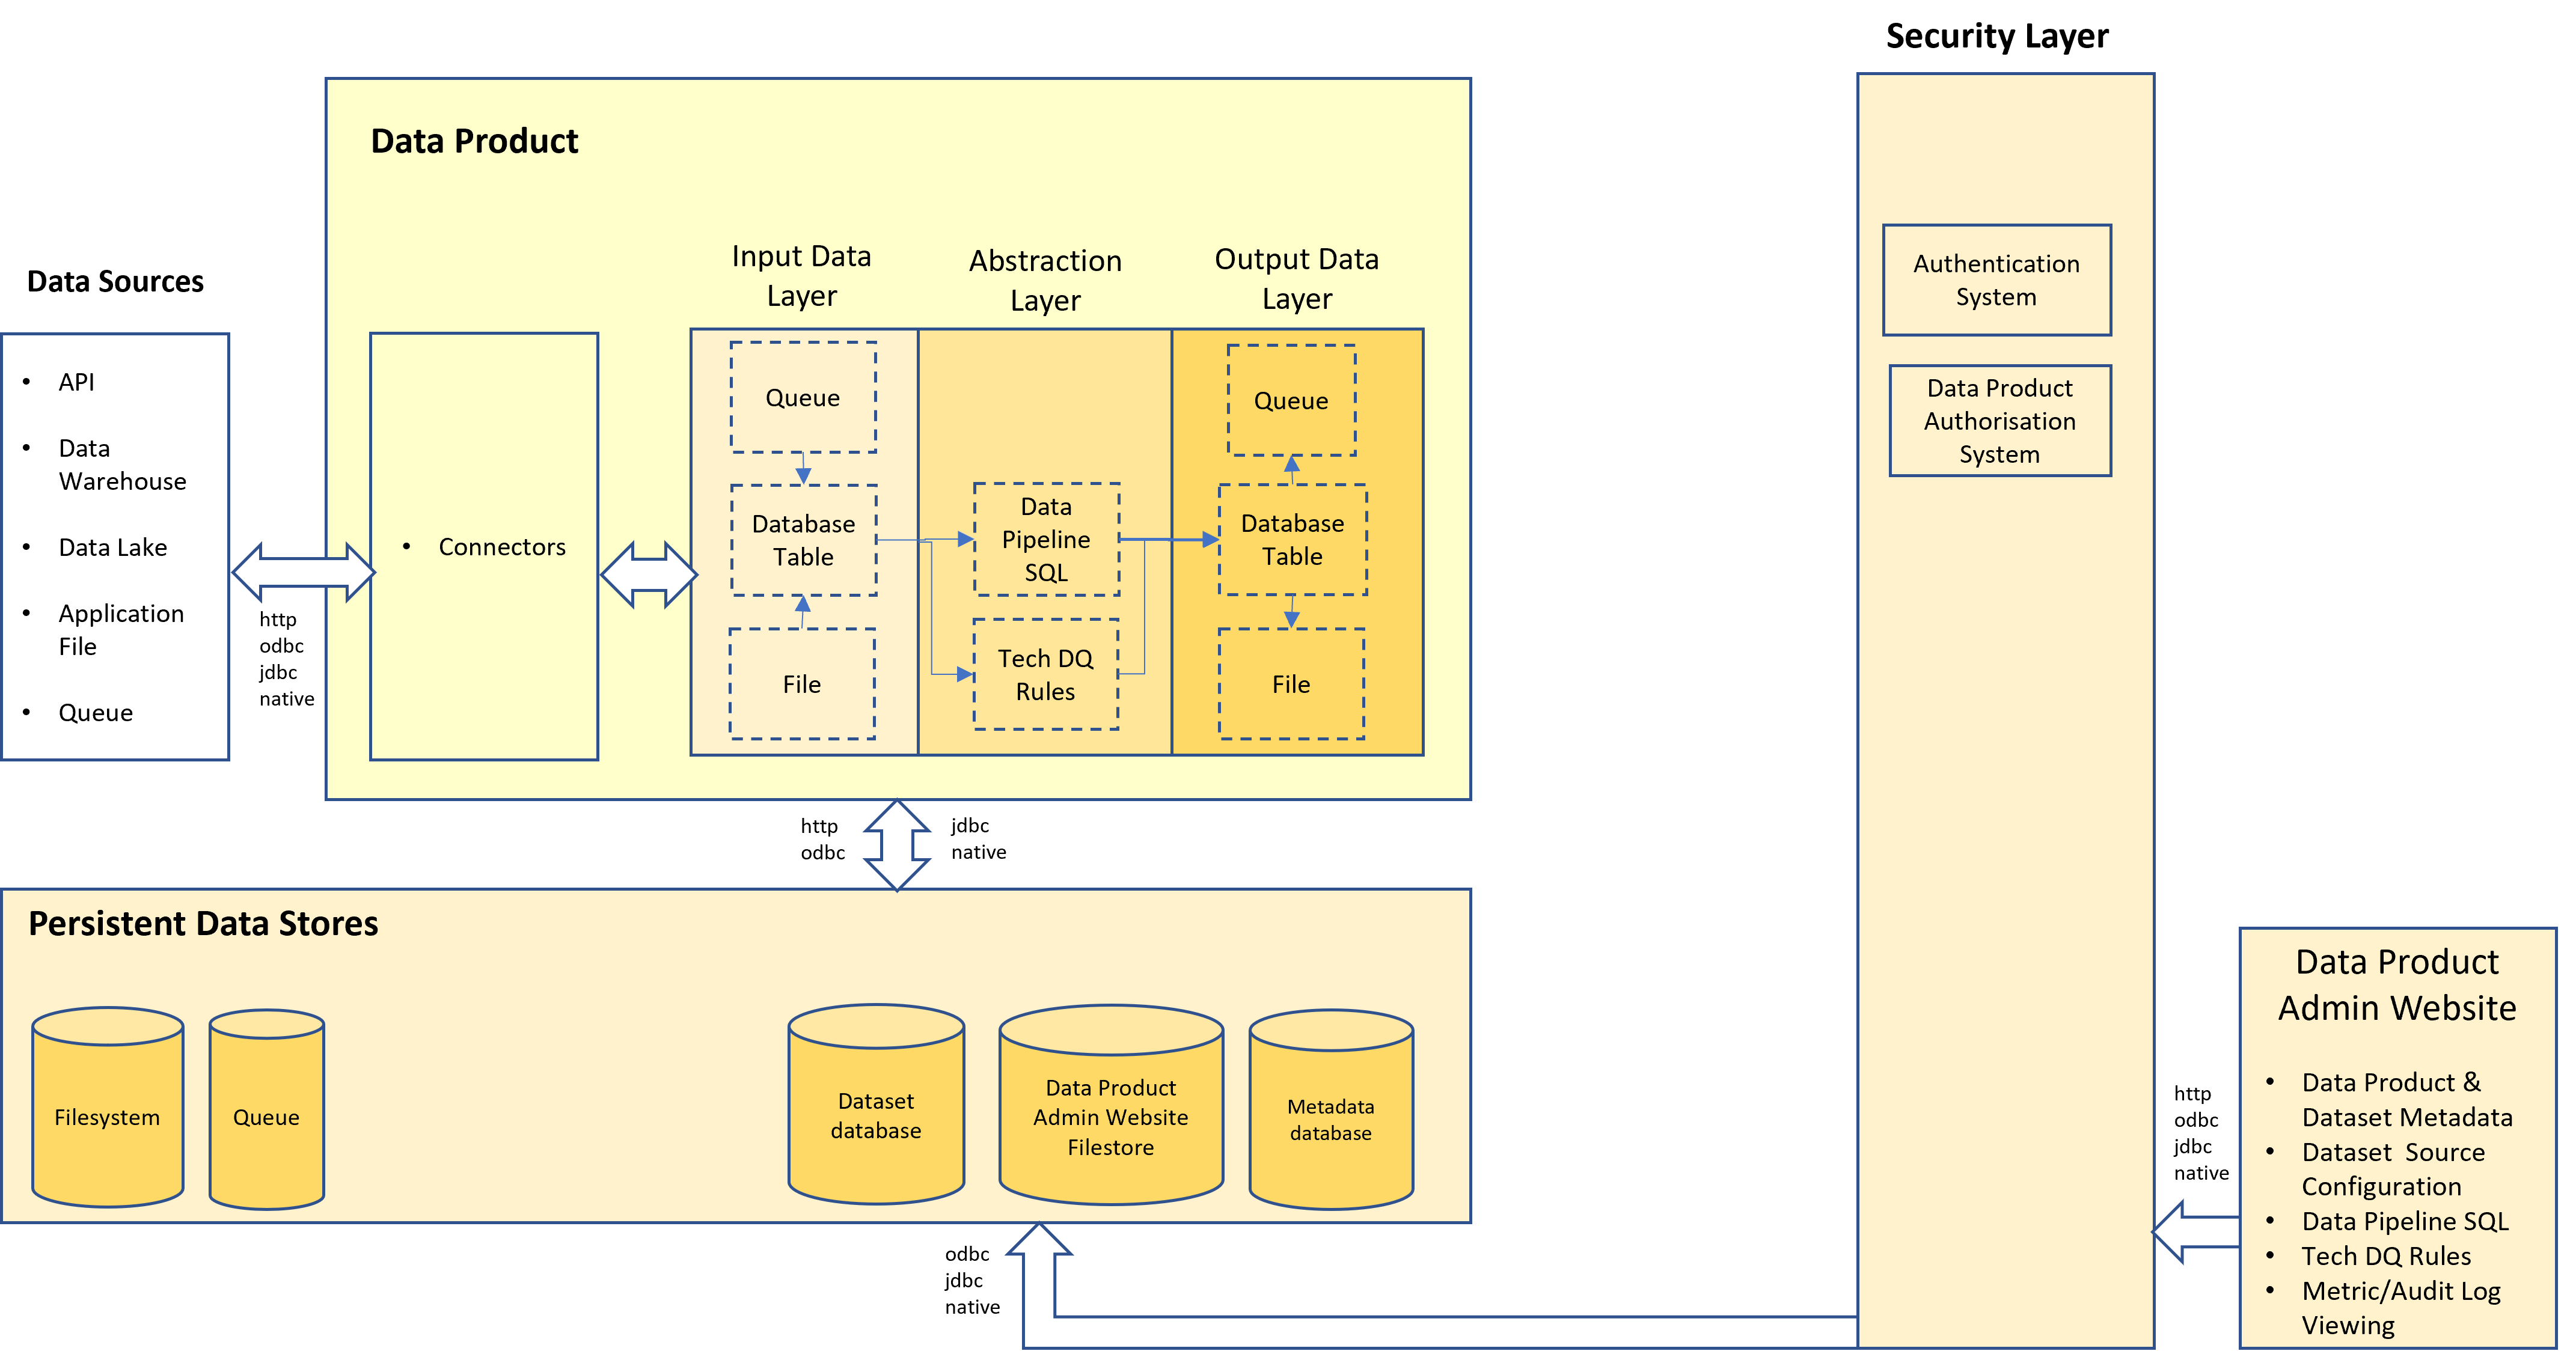 Security Layer
Data Product
Data Sources
Input Data
Layer
Abstraction
Layer
Output Data
Layer
Authentication
System
Data Product
Authorisation
System
• API
• Data
Warehouse
• Data Lake
• Application
File
• Queue
http
odbc
jdbc
native
• Connectors
Queue
Database
Table
File
Data
Pipeline
SQL
Tech DQ
Rules
Queue
Database
Table
File
http
odbc
jdbc
native
Persistent Data Stores
Filesystem
Queue
Dataset
database
Data Product
Admin Website
Filestore
Metadata
database
odbc
jdbc
native
http
odbc
jdbc
native
Data Product
Admin Website
• Data Product &
Dataset Metadata
• Dataset  Source
Configuration
• Data Pipeline SQL
• Tech DQ Rules
• Metric/Audit Log
Viewing